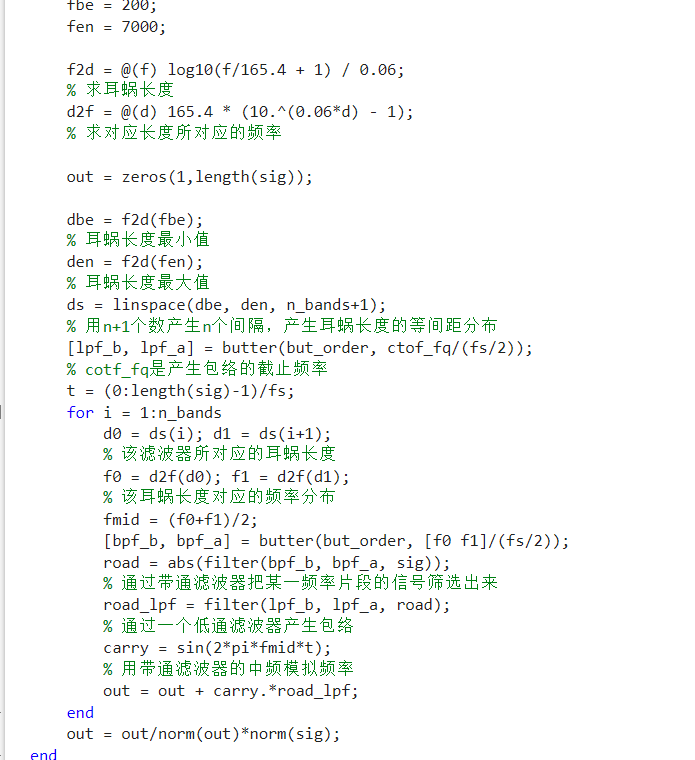 fbe = 200;
fen = 7000;
f2d = @(f) log10(f/165.4 + 1) / 0.06;
% 求耳蜗长度
d2f = @(d) 165.4 * (10.^(0.06*d) - 1);
% 求对应长度所对应的频率
out = zeros(1,length(sig));
dbe = f2d(fbe);
% 耳蜗长度最小值
den = f2d(fen);
% 耳蜗长度最大值
ds = linspace(dbe, den, n_bands+1);
% 用n+1个数产生n个间隔，产生耳蜗长度的等间距分布
[lpf_b, lpf_a] = butter(but_order, ctof_fq/(fs/2));
% cotf_fq是产生包络的截止频率
t = (0:length(sig)-1)/fs;
for i = 1:n_bands
d0 = ds(i); d1 = ds(i+1);
% 该滤波器所对应的耳蜗长度
f0 = d2f(d0); f1 = d2f(d1);
% 该耳蜗长度对应的频率分布
fmid = (f0+f1)/2;
[bpf_b, bpf_a] = butter(but_order, [f0 f1]/(fs/2));
road = abs(filter(bpf_b, bpf_a, sig));
% 通过带通滤波器把某一频率片段的信号筛选出来
road_lpf = filter(lpf_b, lpf_a, road);
% 通过一个低通滤波器产生包络
carry = sin(2*pi*fmid*t);
% 用带通滤波器的中频模拟频率
out = out + carry.*road_lpf;
end
out = out/norm(out)*norm(sig);
end